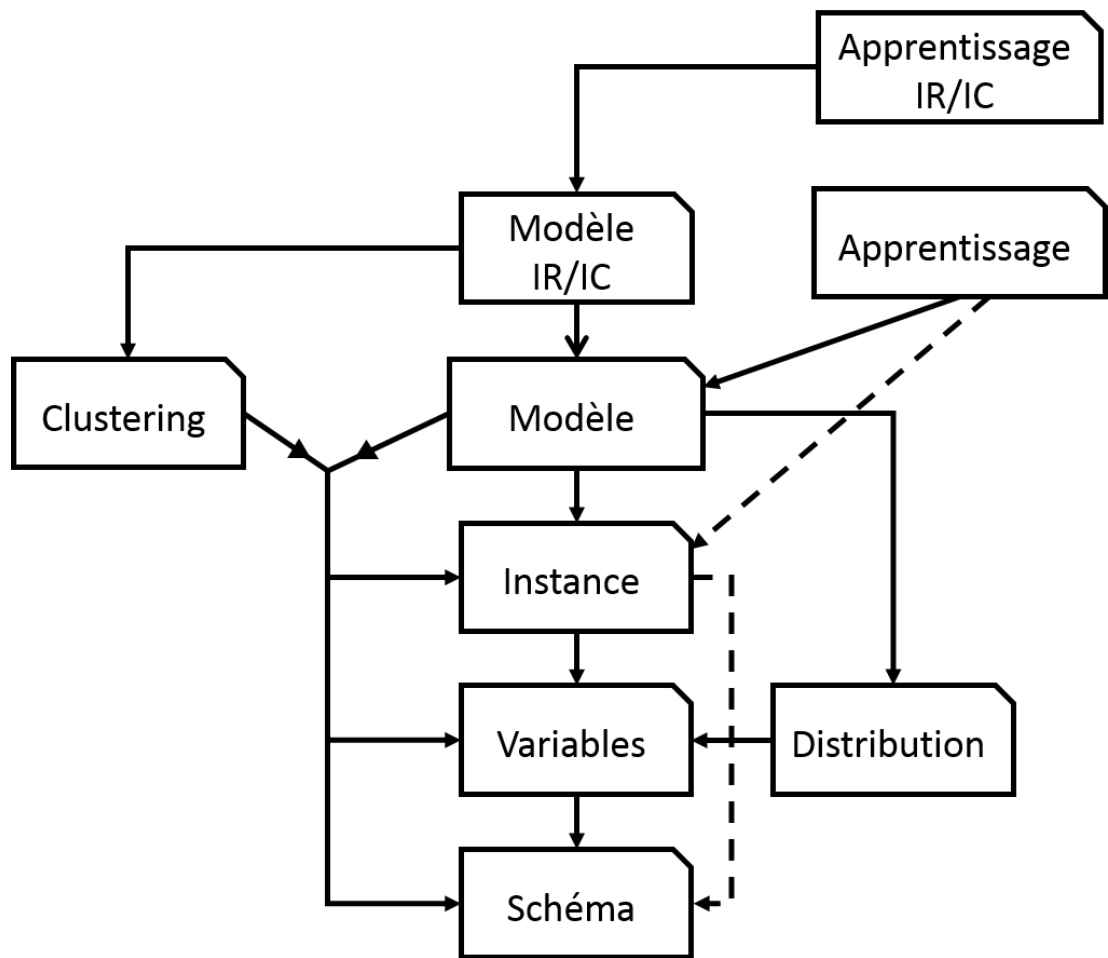 Apprentissage
IR/IC
Modèle
IR/IC
Apprentissage
Clustering
Modèle
Instance
Variables
Distribution
Schéma